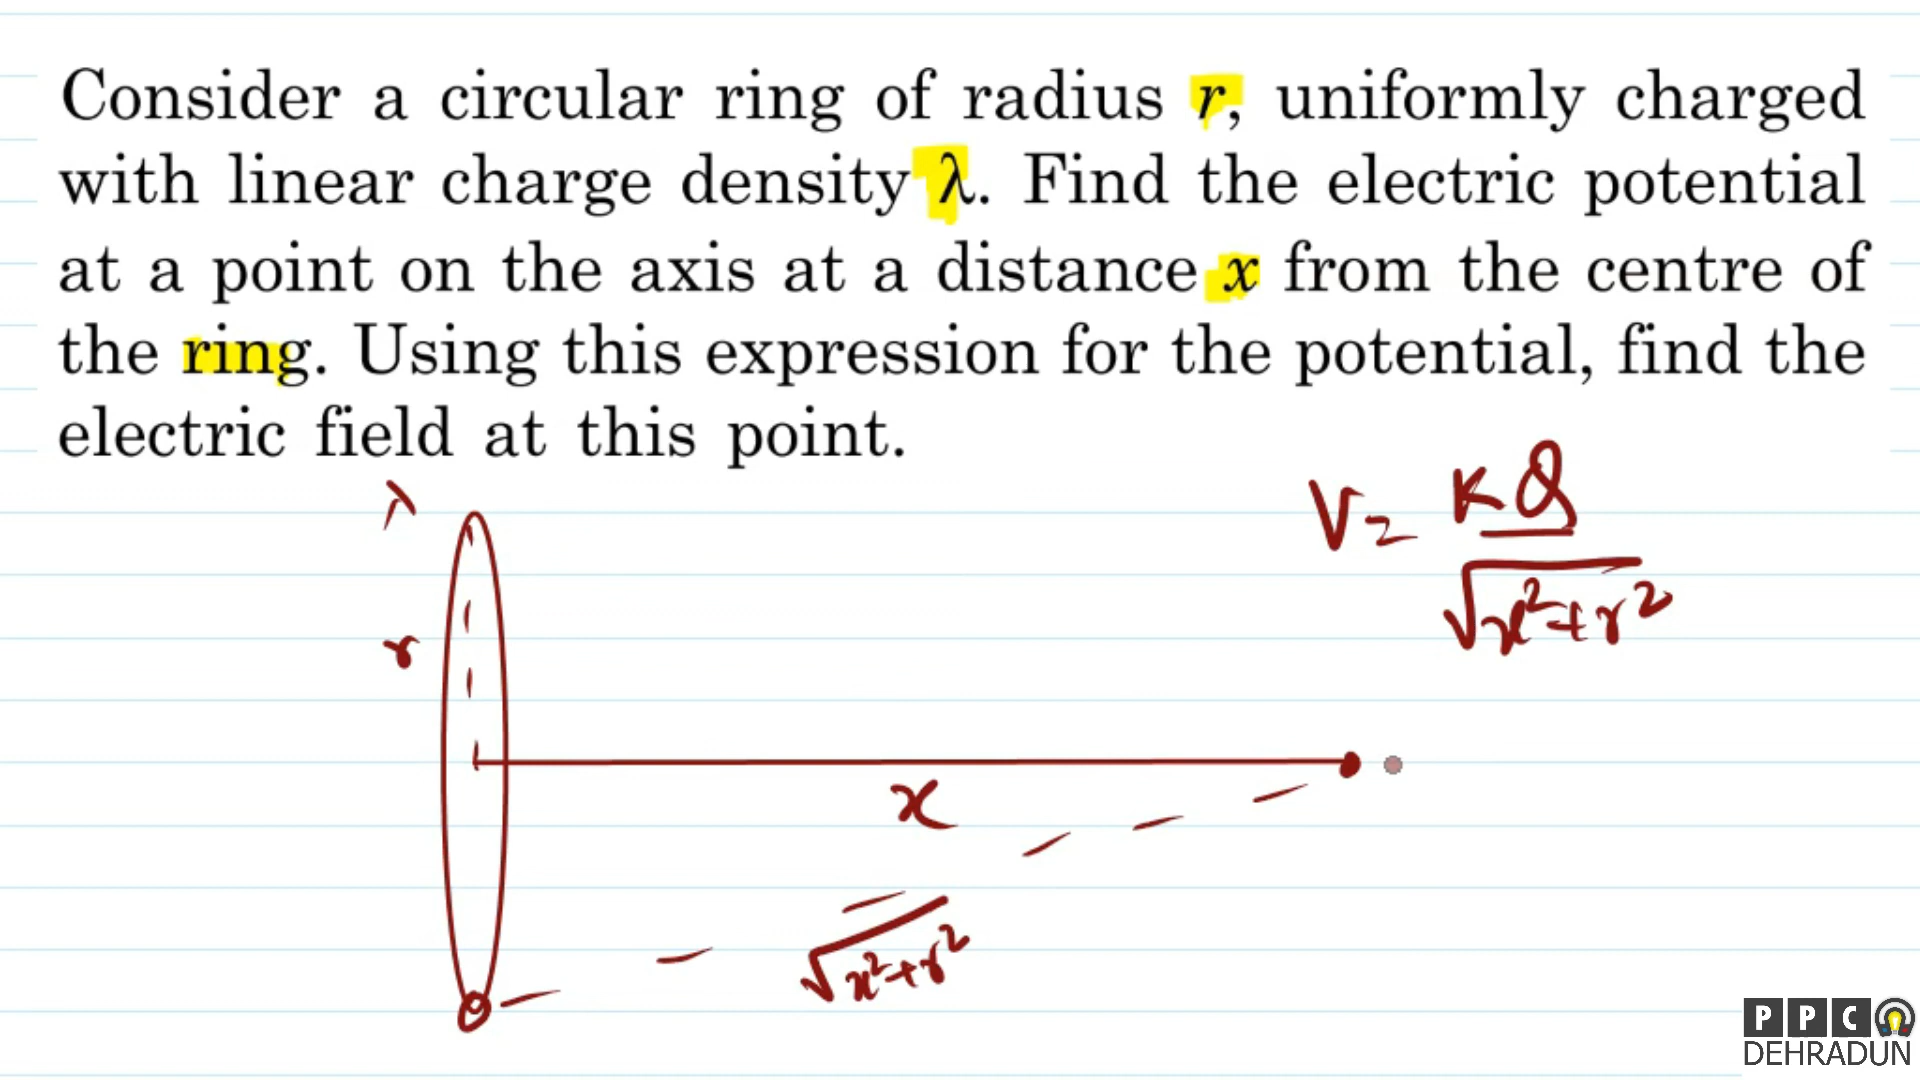 Consider a circular ring of radius r, uniformly charged
with linear charge density λ. Find the electric potential
at a point on the axis at a distance x from the centre of
the ring. Using this expression for the potential, find the
electric field at this point.
λ
V = KQ
√x²+r²
r
x
√x²+r²
PPC
DEHRADUN